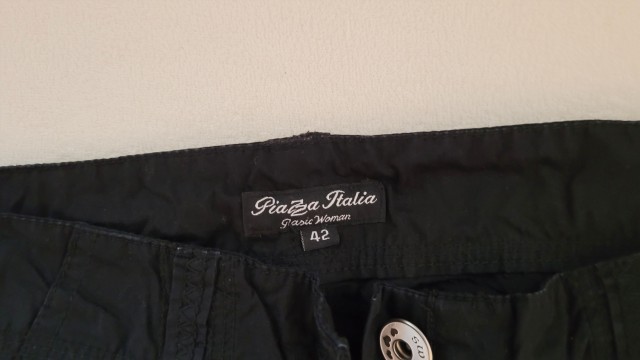 Piazza Italia
Basic Woman
42